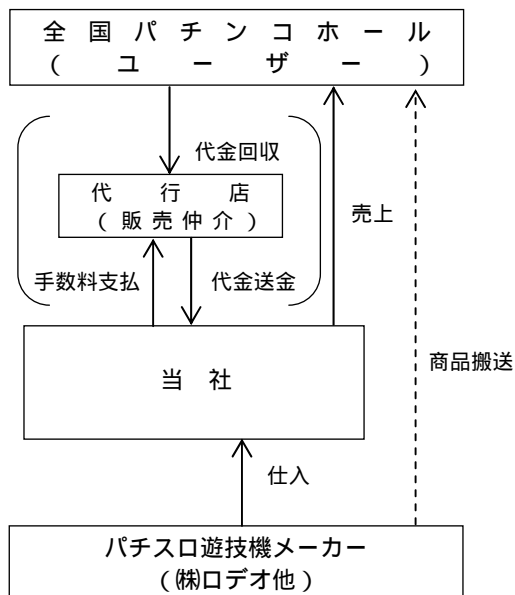 全国パチンコホール
(ユーザー)
代金回収
代行店
(販売仲介)
売上
手数料支払
代金送金
当社
商品搬送
仕入
パチスロ遊技機メーカー
(㈱ロデオ他)